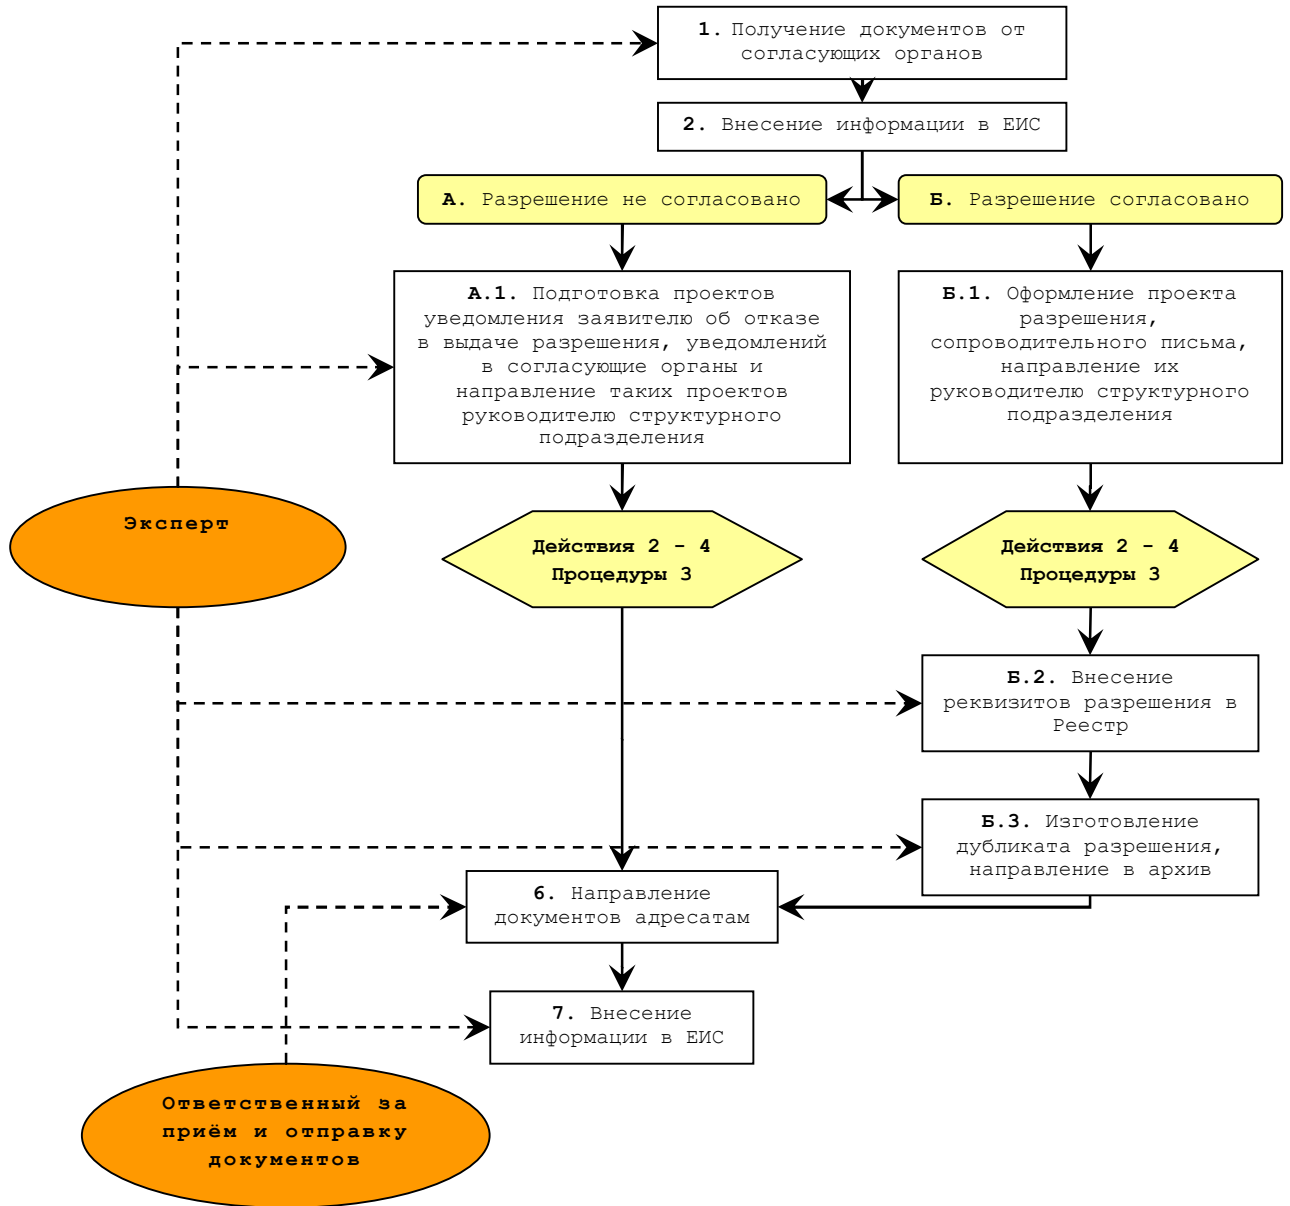 1. Получение документов от
согласующих органов
2. Внесение информации в ЕИС
А. Разрешение не согласовано
Б. Разрешение согласовано
А.1. Подготовка проектов
уведомления заявителю об отказе
в выдаче разрешения, уведомлений
в согласующие органы и
направление таких проектов
руководителю структурного
подразделения
Б.1. Оформление проекта
разрешения,
сопроводительного письма,
направление их
руководителю структурного
подразделения
Эксперт
Действия 2 - 4
Процедуры 3
Действия 2 - 4
Процедуры 3
Б.2. Внесение
реквизитов разрешения в
Реестр
Б.3. Изготовление
дубликата разрешения,
направление в архив
6. Направление
документов адресатам
7. Внесение
информации в ЕИС
Ответственный за
приём и отправку
документов